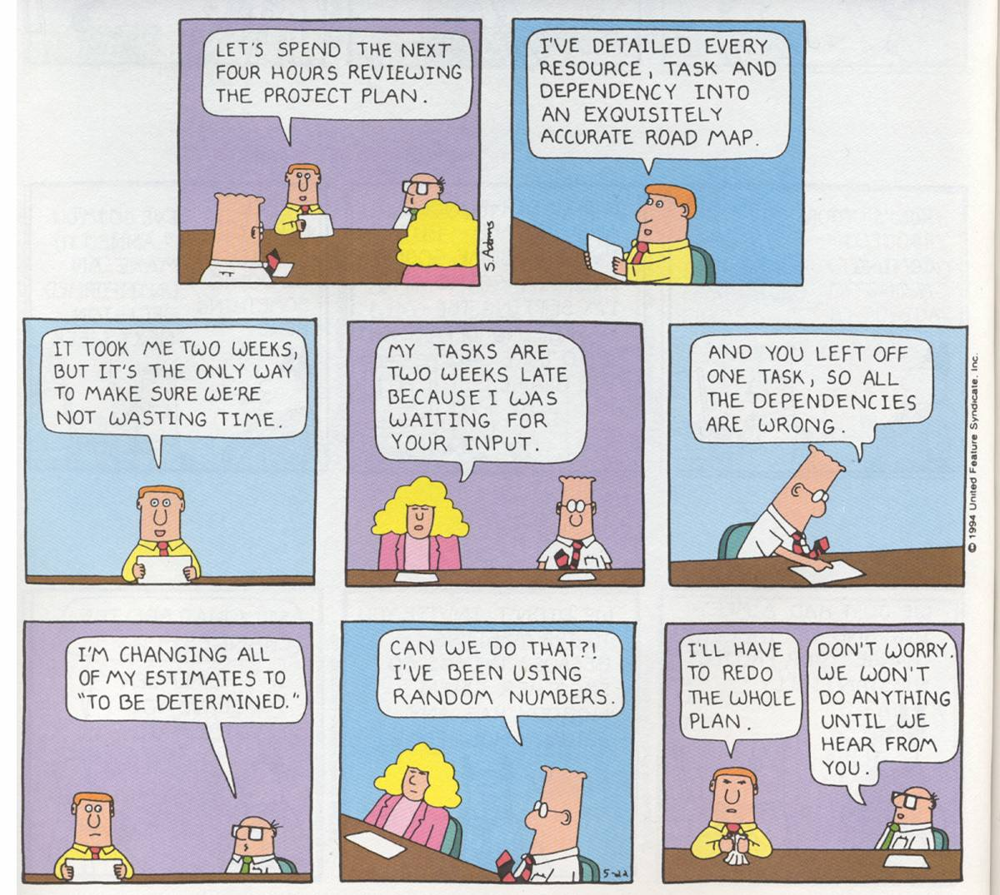 LET'S SPEND THE NEXT
FOUR HOURS REVIEWING
THE PROJECT PLAN.
S. Adams
I'VE DETAILED EVERY
RESOURCE, TASK AND
DEPENDENCY INTO
AN EXQUISITELY
ACCURATE ROAD MAP.
IT TOOK ME TWO WEEKS,
BUT IT'S THE ONLY WAY
TO MAKE SURE WE'RE
NOT WASTING TIME.
MY TASKS ARE
TWO WEEKS LATE
BECAUSE I WAS
WAITING FOR
YOUR INPUT.
AND YOU LEFT OFF
ONE TASK, SO ALL
THE DEPENDENCIES
ARE WRONG.
© 1994 United Feature Syndicate, Inc.
I'M CHANGING ALL
OF MY ESTIMATES TO
"TO BE DETERMINED."
CAN WE DO THAT?!
I'VE BEEN USING
RANDOM NUMBERS.
5-22
I'LL HAVE
TO REDO
THE WHOLE
PLAN.
DON'T WORRY.
WE WON'T
DO ANYTHING
UNTIL WE
HEAR FROM
YOU.